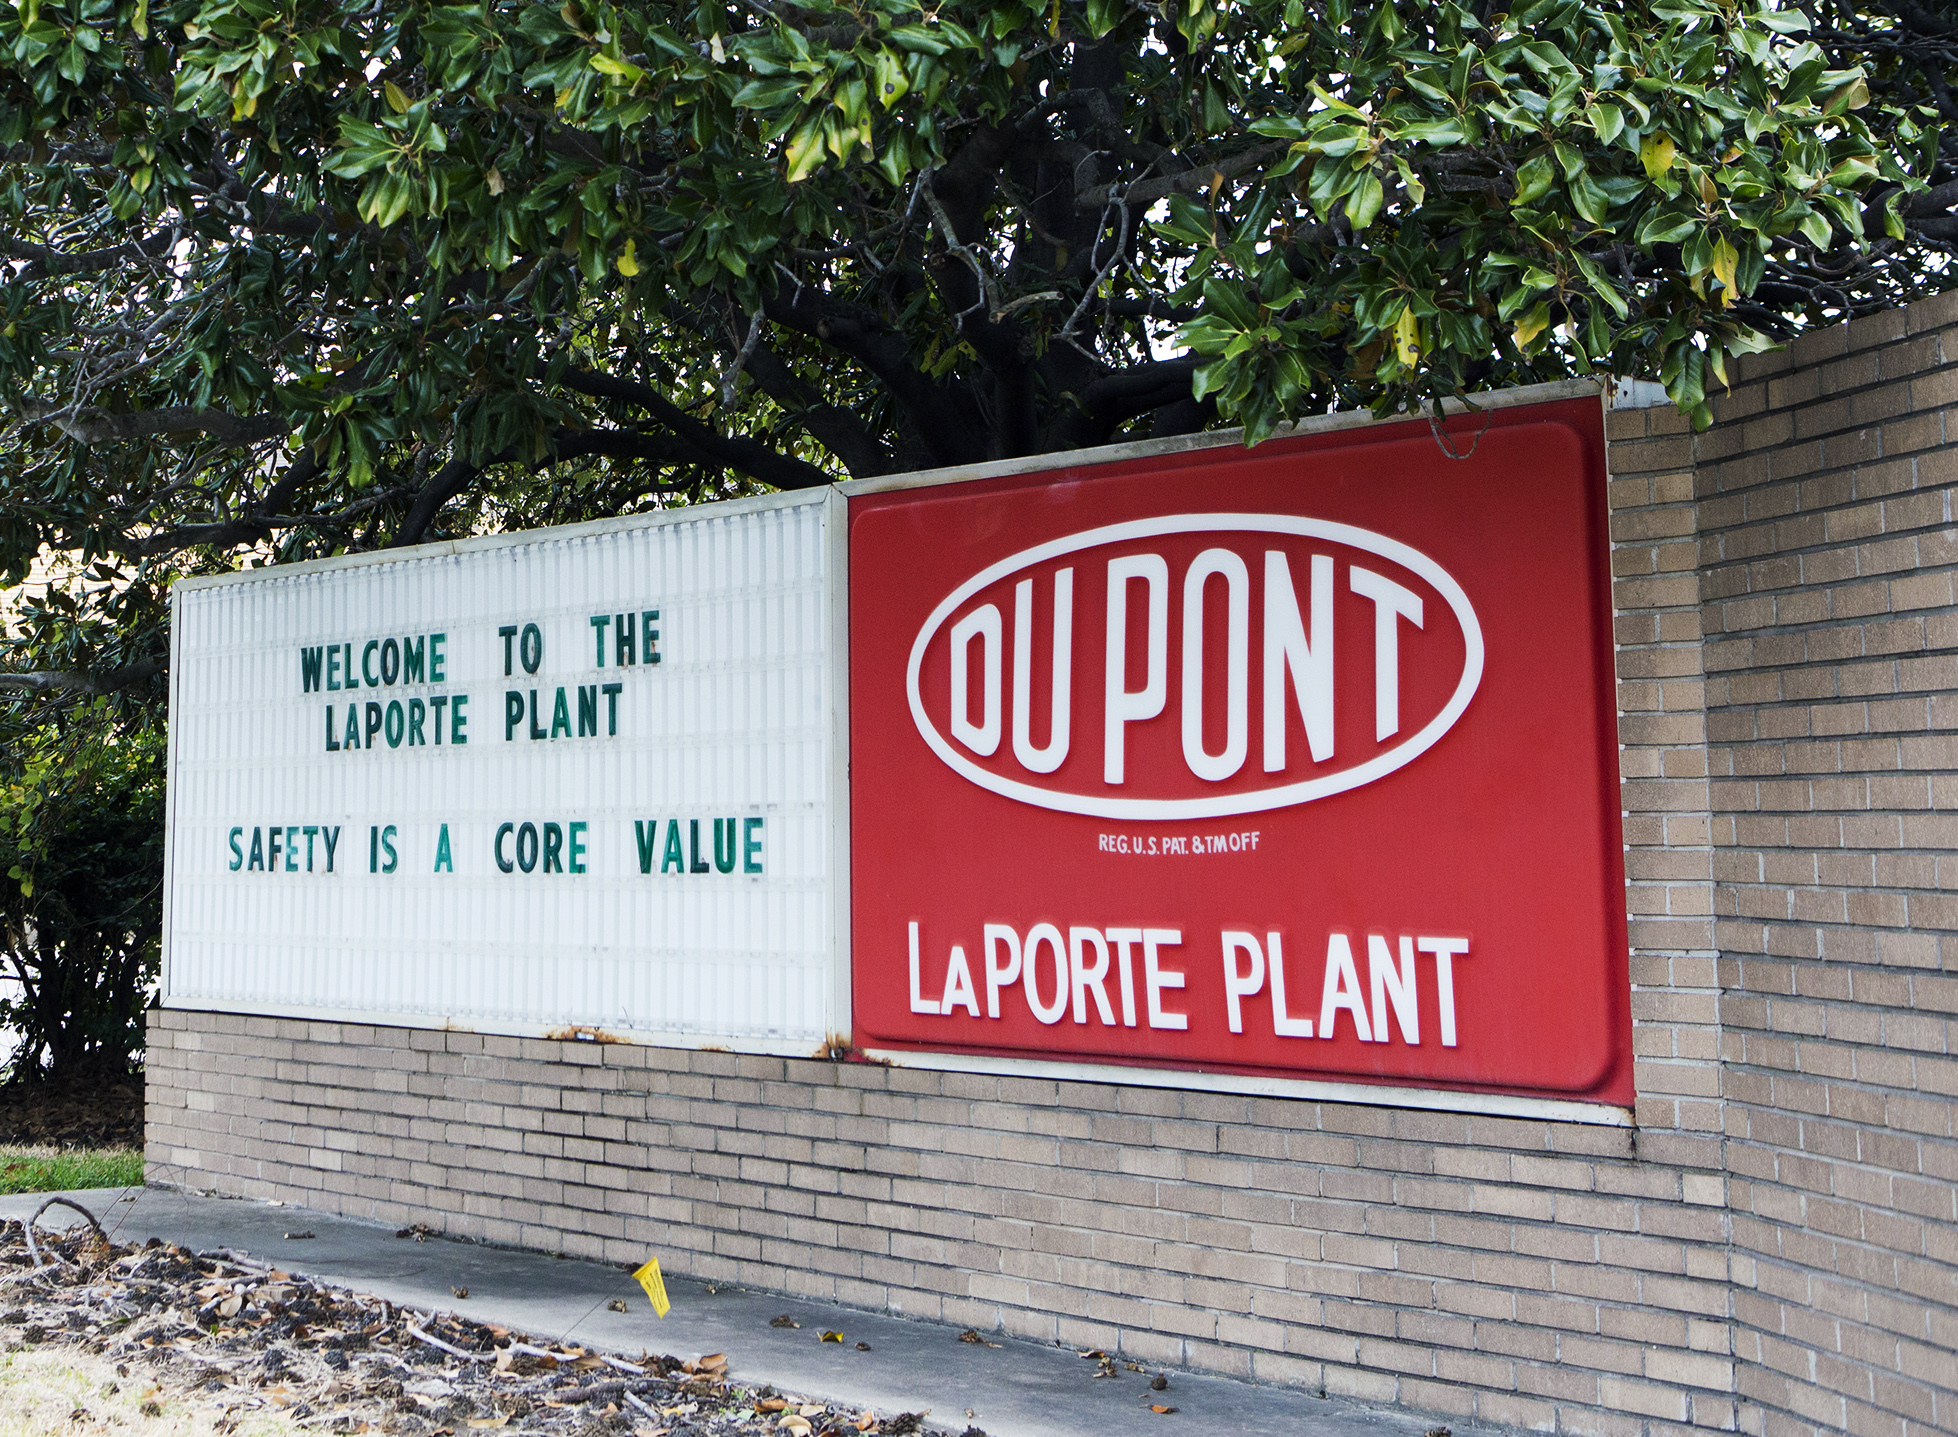 WELCOME TO THE
LAPORTE PLANT
SAFETY IS A CORE VALUE
DUPONT
REG. U.S. PAT. & TM OFF
LAPORTE PLANT